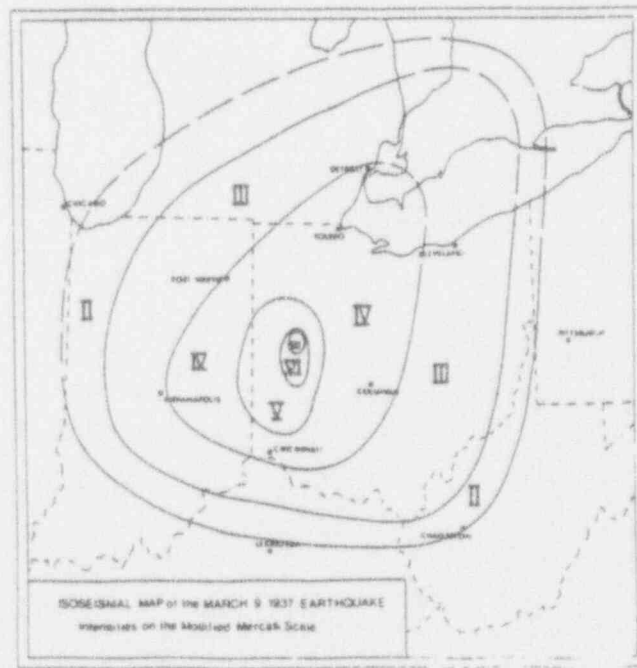 DETROIT
III
CHICAGO
TOLEDO
CLEVELAND
FORT WAYNE
II
IV
PITTSBURGH
IV
VI
III
COLUMBUS
INDIANAPOLIS
V
CINCINNATI
II
CHARLESTON
ISOSEISMAL MAP of the MARCH 9 1937 EARTHQUAKE
Intensities on the Modified Mercalli Scale